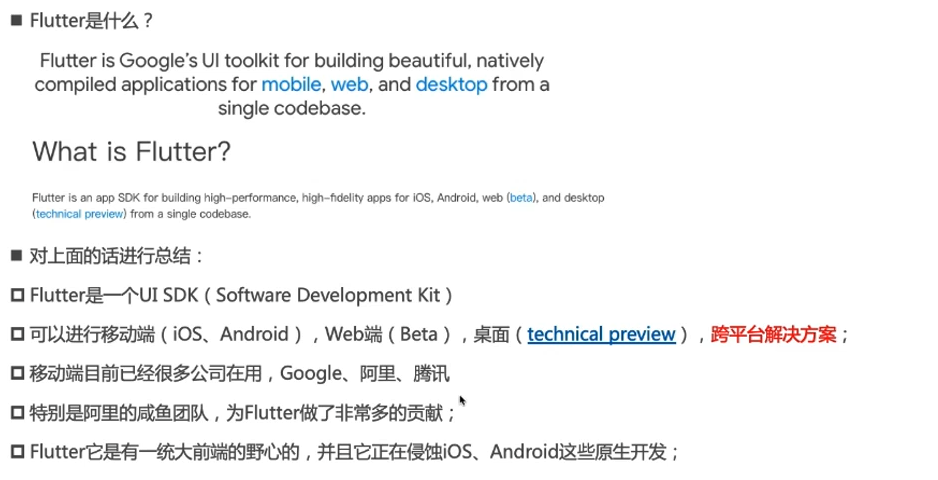 Flutter是什么？
Flutter is Google's UI toolkit for building beautiful, natively
compiled applications for mobile, web, and desktop from a
single codebase.
What is Flutter?
Flutter is an app SDK for building high-performance, high-fidelity apps for iOS, Android, web (beta), and desktop
(technical preview) from a single codebase.
对上面的话进行总结：
Flutter是一个UI SDK（Software Development Kit）
可以进行移动端（iOS、Android），Web端（Beta），桌面（technical preview），跨平台解决方案；
移动端目前已经很多公司在用，Google、阿里、腾讯
特别是阿里的咸鱼团队，为Flutter做了非常多的贡献；
Flutter它是有一统大前端的野心的，并且它正在侵蚀iOS、Android这些原生开发；